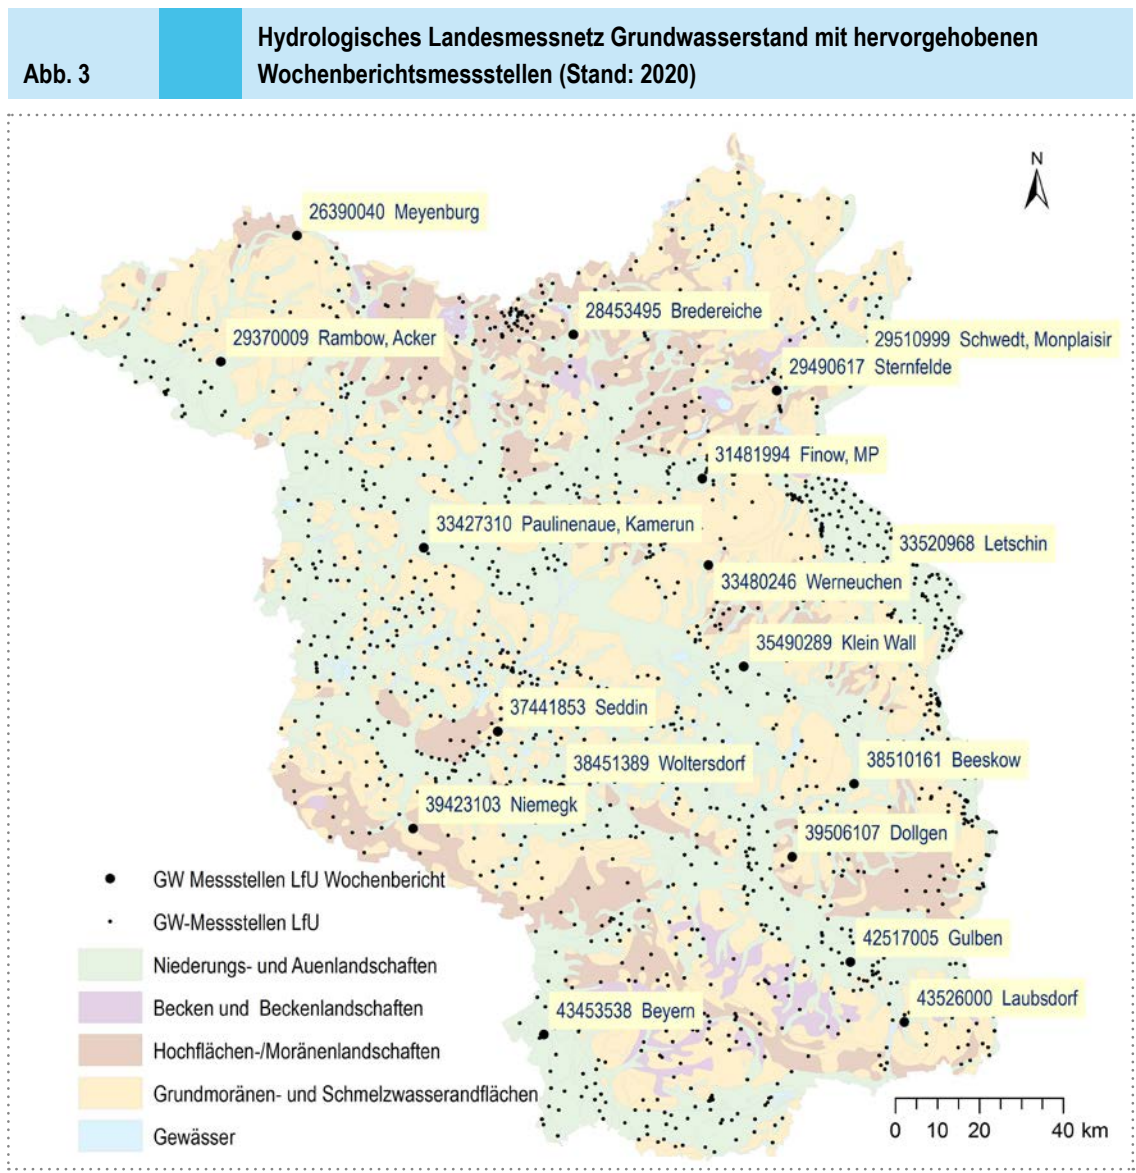 Abb. 3
Hydrologisches Landesmessnetz Grundwasserstand mit hervorgehobenen
Wochenberichtsmessstellen (Stand: 2020)
N
26390040 Meyenburg
28453495 Bredereiche
29370009 Rambow, Acker
29510999 Schwedt, Monplaisir
29490617 Sternfelde
31481994 Finow, MP
33427310 Paulinenaue, Kamerun
33520968 Letschin
33480246 Werneuchen
35490289 Klein Wall
37441853 Seddin
38451389 Woltersdorf
38510161 Beeskow
39423103 Niemegk
39506107 Dollgen
42517005 Gulben
43526000 Laubsdorf
43453538 Beyern
GW Messstellen LfU Wochenbericht
GW-Messstellen LfU
Niederungs- und Auenlandschaften
Becken und Beckenlandschaften
Hochflächen-/Moränenlandschaften
Grundmoränen- und Schmelzwasserandflächen
Gewässer
0 10 20 40 km